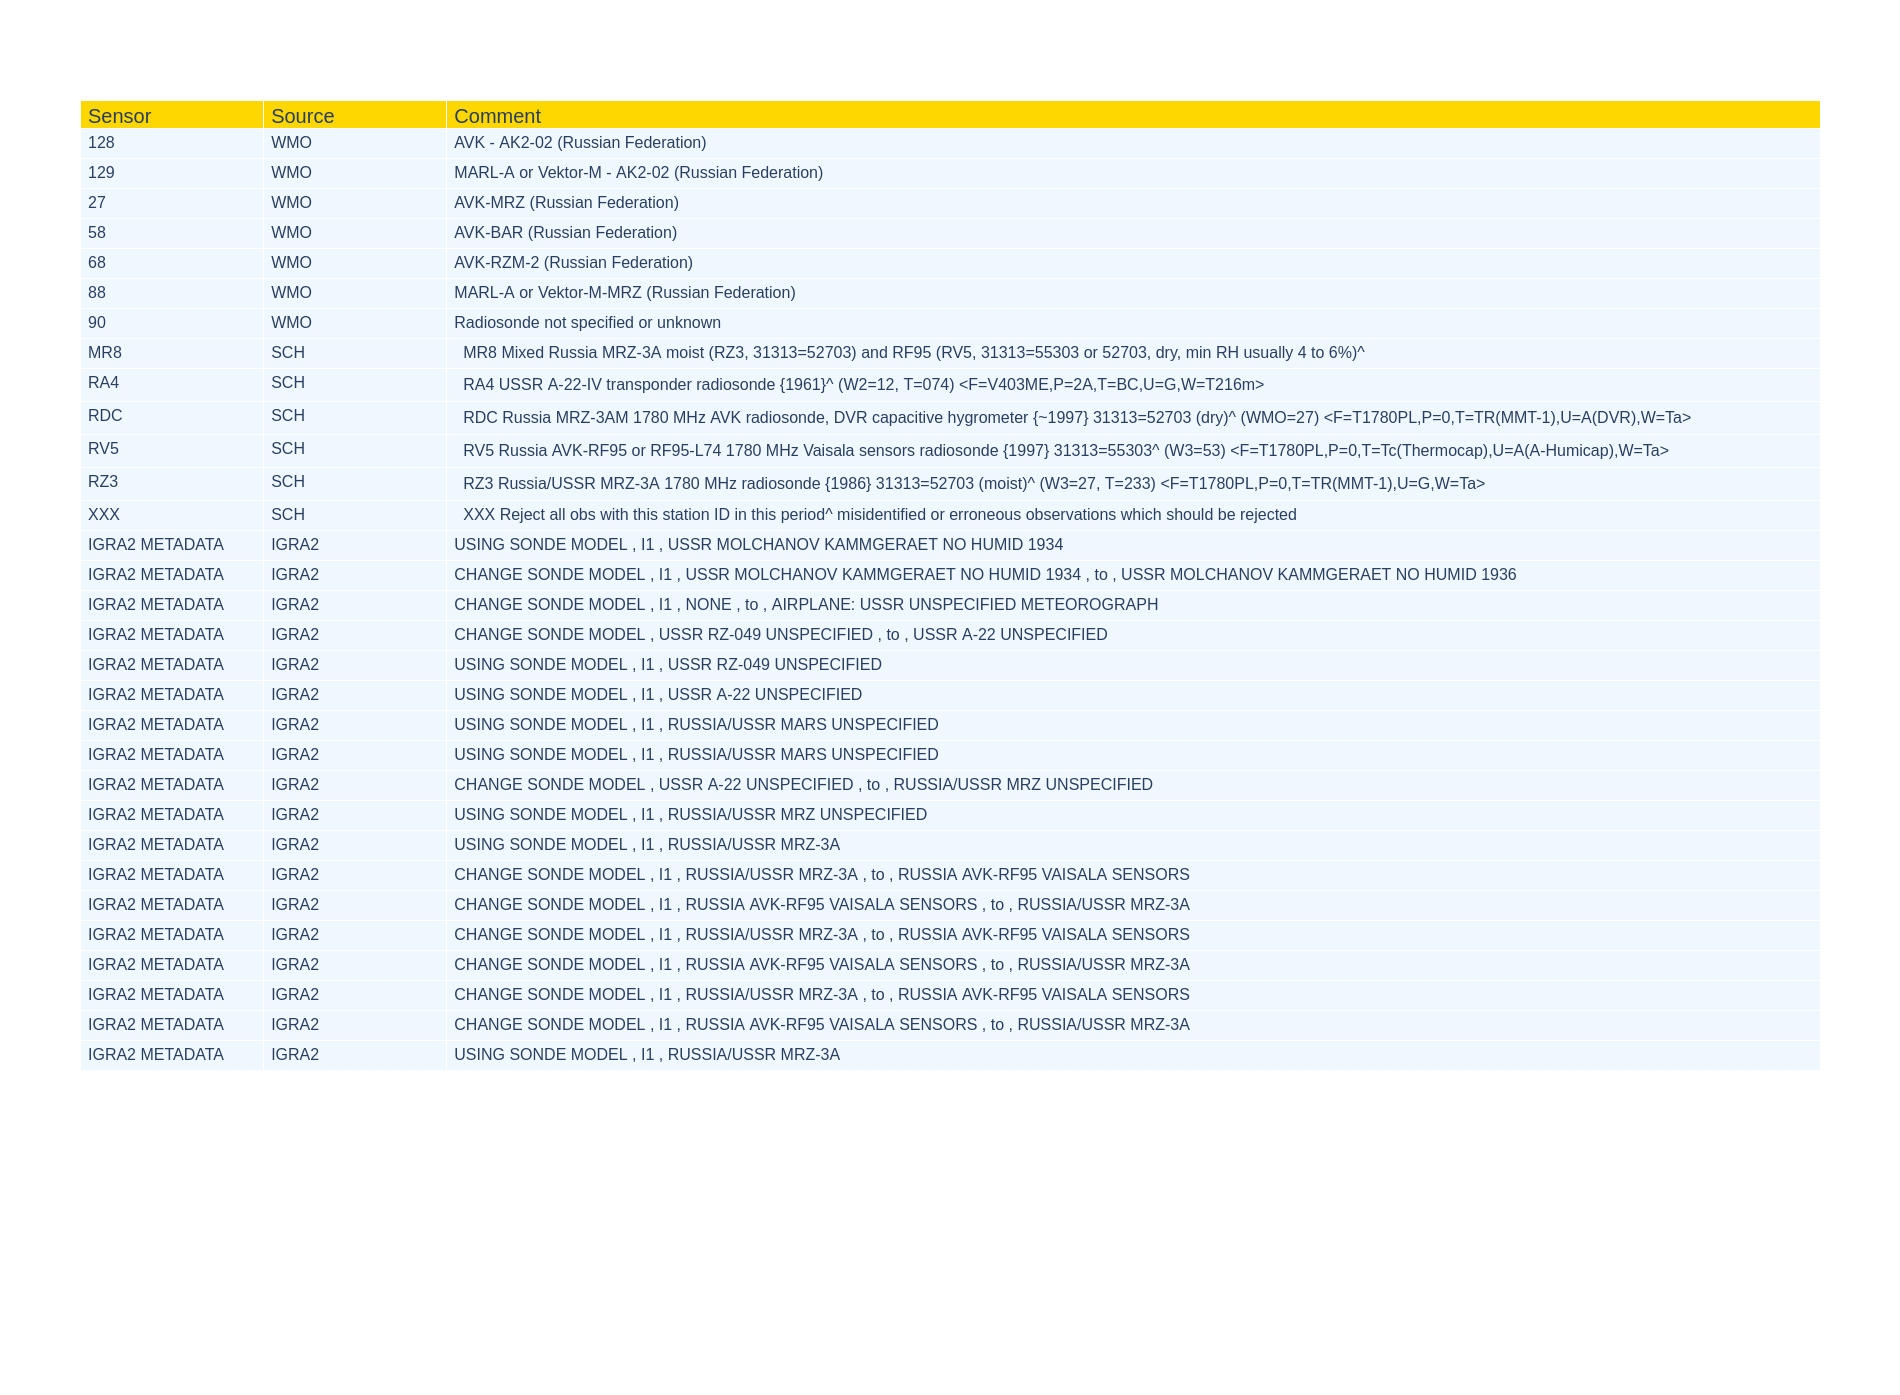 Sensor Source Comment
128 WMO AVK - AK2-02 (Russian Federation)
129 WMO MARL-A or Vektor-M - AK2-02 (Russian Federation)
27 WMO AVK-MRZ (Russian Federation)
58 WMO AVK-BAR (Russian Federation)
68 WMO AVK-RZM-2 (Russian Federation)
88 WMO MARL-A or Vektor-M-MRZ (Russian Federation)
90 WMO Radiosonde not specified or unknown
MR8 SCH MR8 Mixed Russia MRZ-3A moist (RZ3, 31313=52703) and RF95 (RV5, 31313=55303 or 52703, dry, min RH usually 4 to 6%)^
RA4 SCH RA4 USSR A-22-IV transponder radiosonde {1961}^ (W2=12, T=074) <F=V403ME,P=2A,T=BC,U=G,W=T216m>
RDC SCH RDC Russia MRZ-3AM 1780 MHz AVK radiosonde, DVR capacitive hygrometer {~1997} 31313=52703 (dry)^ (WMO=27) <F=T1780PL,P=0,T=TR(MMT-1),U=A(DVR),W=Ta>
RV5 SCH RV5 Russia AVK-RF95 or RF95-L74 1780 MHz Vaisala sensors radiosonde {1997} 31313=55303^ (W3=53) <F=T1780PL,P=0,T=Tc(Thermocap),U=A(A-Humicap),W=Ta>
RZ3 SCH RZ3 Russia/USSR MRZ-3A 1780 MHz radiosonde {1986} 31313=52703 (moist)^ (W3=27, T=233) <F=T1780PL,P=0,T=TR(MMT-1),U=G,W=Ta>
XXX SCH XXX Reject all obs with this station ID in this period^ misidentified or erroneous observations which should be rejected
IGRA2 METADATA IGRA2 USING SONDE MODEL , I1 , USSR MOLCHANOV KAMMGERAET NO HUMID 1934
IGRA2 METADATA IGRA2 CHANGE SONDE MODEL , I1 , USSR MOLCHANOV KAMMGERAET NO HUMID 1934 , to , USSR MOLCHANOV KAMMGERAET NO HUMID 1936
IGRA2 METADATA IGRA2 CHANGE SONDE MODEL , I1 , NONE , to , AIRPLANE: USSR UNSPECIFIED METEOROGRAPH
IGRA2 METADATA IGRA2 CHANGE SONDE MODEL , USSR RZ-049 UNSPECIFIED , to , USSR A-22 UNSPECIFIED
IGRA2 METADATA IGRA2 USING SONDE MODEL , I1 , USSR RZ-049 UNSPECIFIED
IGRA2 METADATA IGRA2 USING SONDE MODEL , I1 , USSR A-22 UNSPECIFIED
IGRA2 METADATA IGRA2 USING SONDE MODEL , I1 , RUSSIA/USSR MARS UNSPECIFIED
IGRA2 METADATA IGRA2 USING SONDE MODEL , I1 , RUSSIA/USSR MARS UNSPECIFIED
IGRA2 METADATA IGRA2 CHANGE SONDE MODEL , USSR A-22 UNSPECIFIED , to , RUSSIA/USSR MRZ UNSPECIFIED
IGRA2 METADATA IGRA2 USING SONDE MODEL , I1 , RUSSIA/USSR MRZ UNSPECIFIED
IGRA2 METADATA IGRA2 USING SONDE MODEL , I1 , RUSSIA/USSR MRZ-3A
IGRA2 METADATA IGRA2 CHANGE SONDE MODEL , I1 , RUSSIA/USSR MRZ-3A , to , RUSSIA AVK-RF95 VAISALA SENSORS
IGRA2 METADATA IGRA2 CHANGE SONDE MODEL , I1 , RUSSIA AVK-RF95 VAISALA SENSORS , to , RUSSIA/USSR MRZ-3A
IGRA2 METADATA IGRA2 CHANGE SONDE MODEL , I1 , RUSSIA/USSR MRZ-3A , to , RUSSIA AVK-RF95 VAISALA SENSORS
IGRA2 METADATA IGRA2 CHANGE SONDE MODEL , I1 , RUSSIA AVK-RF95 VAISALA SENSORS , to , RUSSIA/USSR MRZ-3A
IGRA2 METADATA IGRA2 CHANGE SONDE MODEL , I1 , RUSSIA/USSR MRZ-3A , to , RUSSIA AVK-RF95 VAISALA SENSORS
IGRA2 METADATA IGRA2 CHANGE SONDE MODEL , I1 , RUSSIA AVK-RF95 VAISALA SENSORS , to , RUSSIA/USSR MRZ-3A
IGRA2 METADATA IGRA2 USING SONDE MODEL , I1 , RUSSIA/USSR MRZ-3A